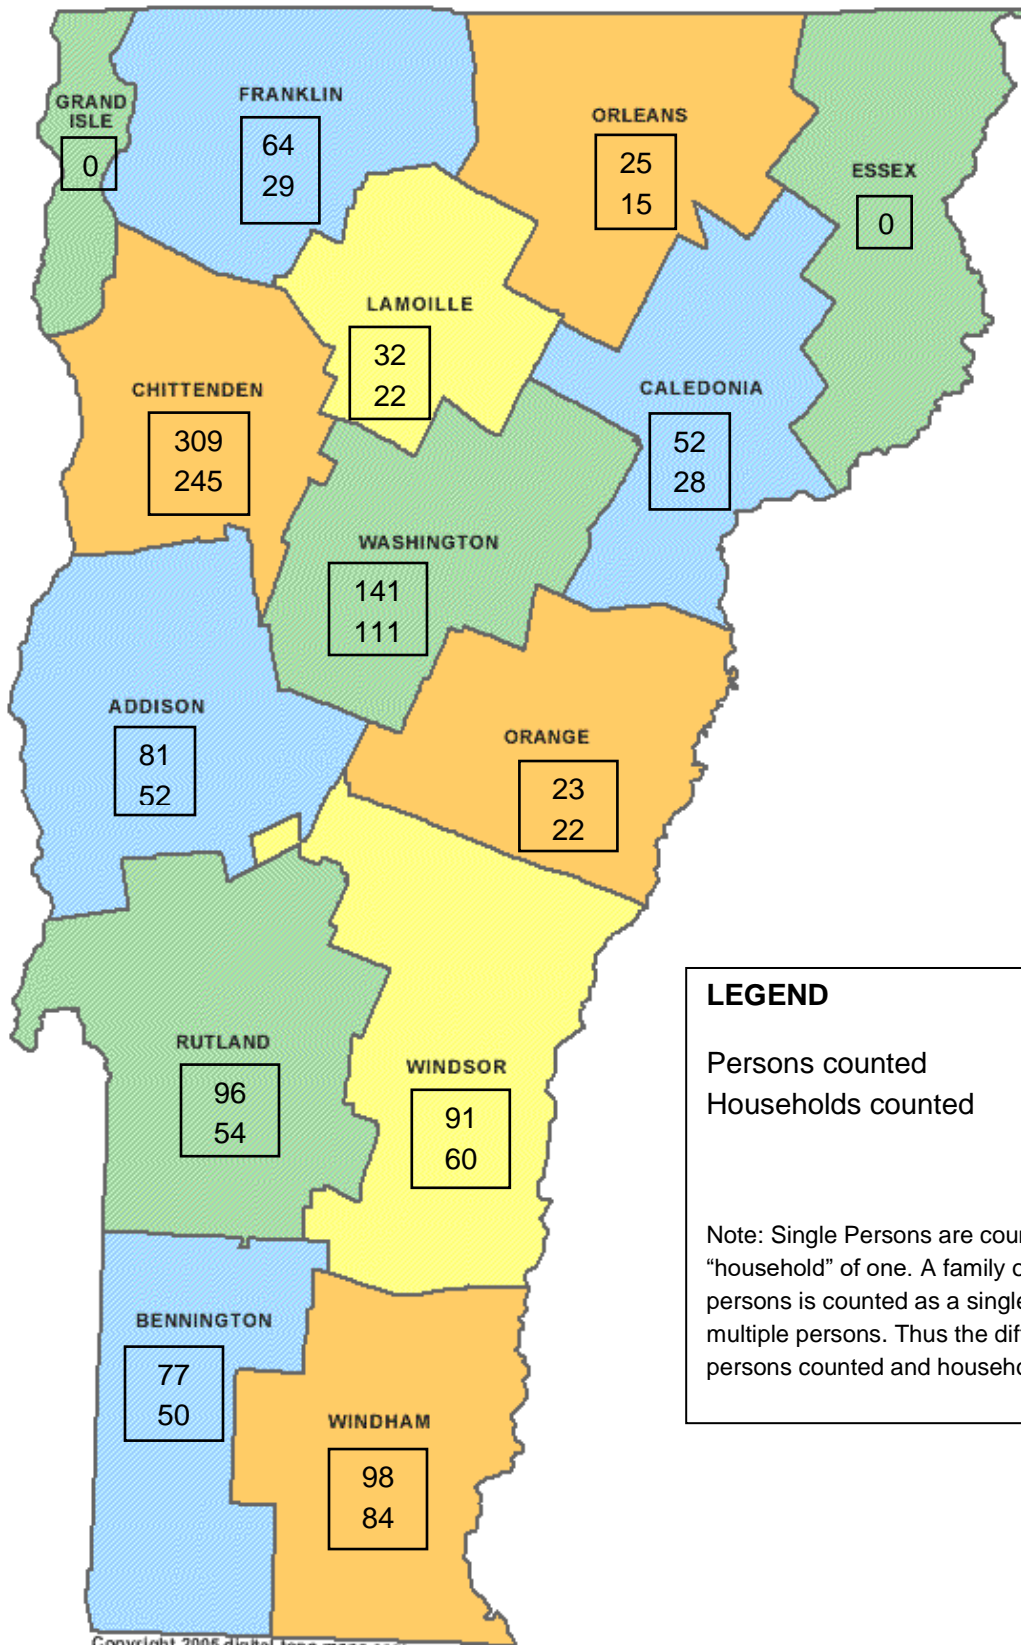 GRAND
ISLE
0
FRANKLIN
64
29
ORLEANS
25
15
ESSEX
0
LAMOILLE
32
22
CHITTENDEN
309
245
CALEDONIA
52
28
WASHINGTON
141
111
ADDISON
81
52
ORANGE
23
22
RUTLAND
96
54
WINDSOR
91
60
BENNINGTON
77
50
WINDHAM
98
84
LEGEND
Persons counted
Households counted
Note: Single Persons are
“household” of one. A family
persons is counted as a single
multiple persons. Thus the
persons counted and
Copyright 2005